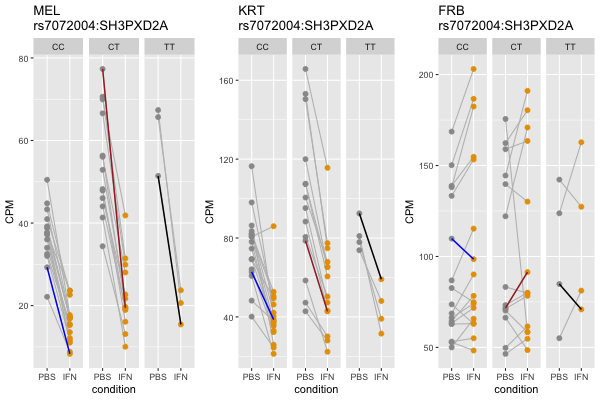 MEL
rs7072004:SH3PXD2A
CC CT TT
CPM
80
60
40
20
PBS IFN PBS IFN PBS IFN
condition
KRT
rs7072004:SH3PXD2A
CC CT TT
CPM
160
120
80
40
PBS IFN PBS IFN PBS IFN
condition
FRB
rs7072004:SH3PXD2A
CC CT TT
CPM
200
150
100
50
PBS IFN PBS IFN PBS IFN
condition